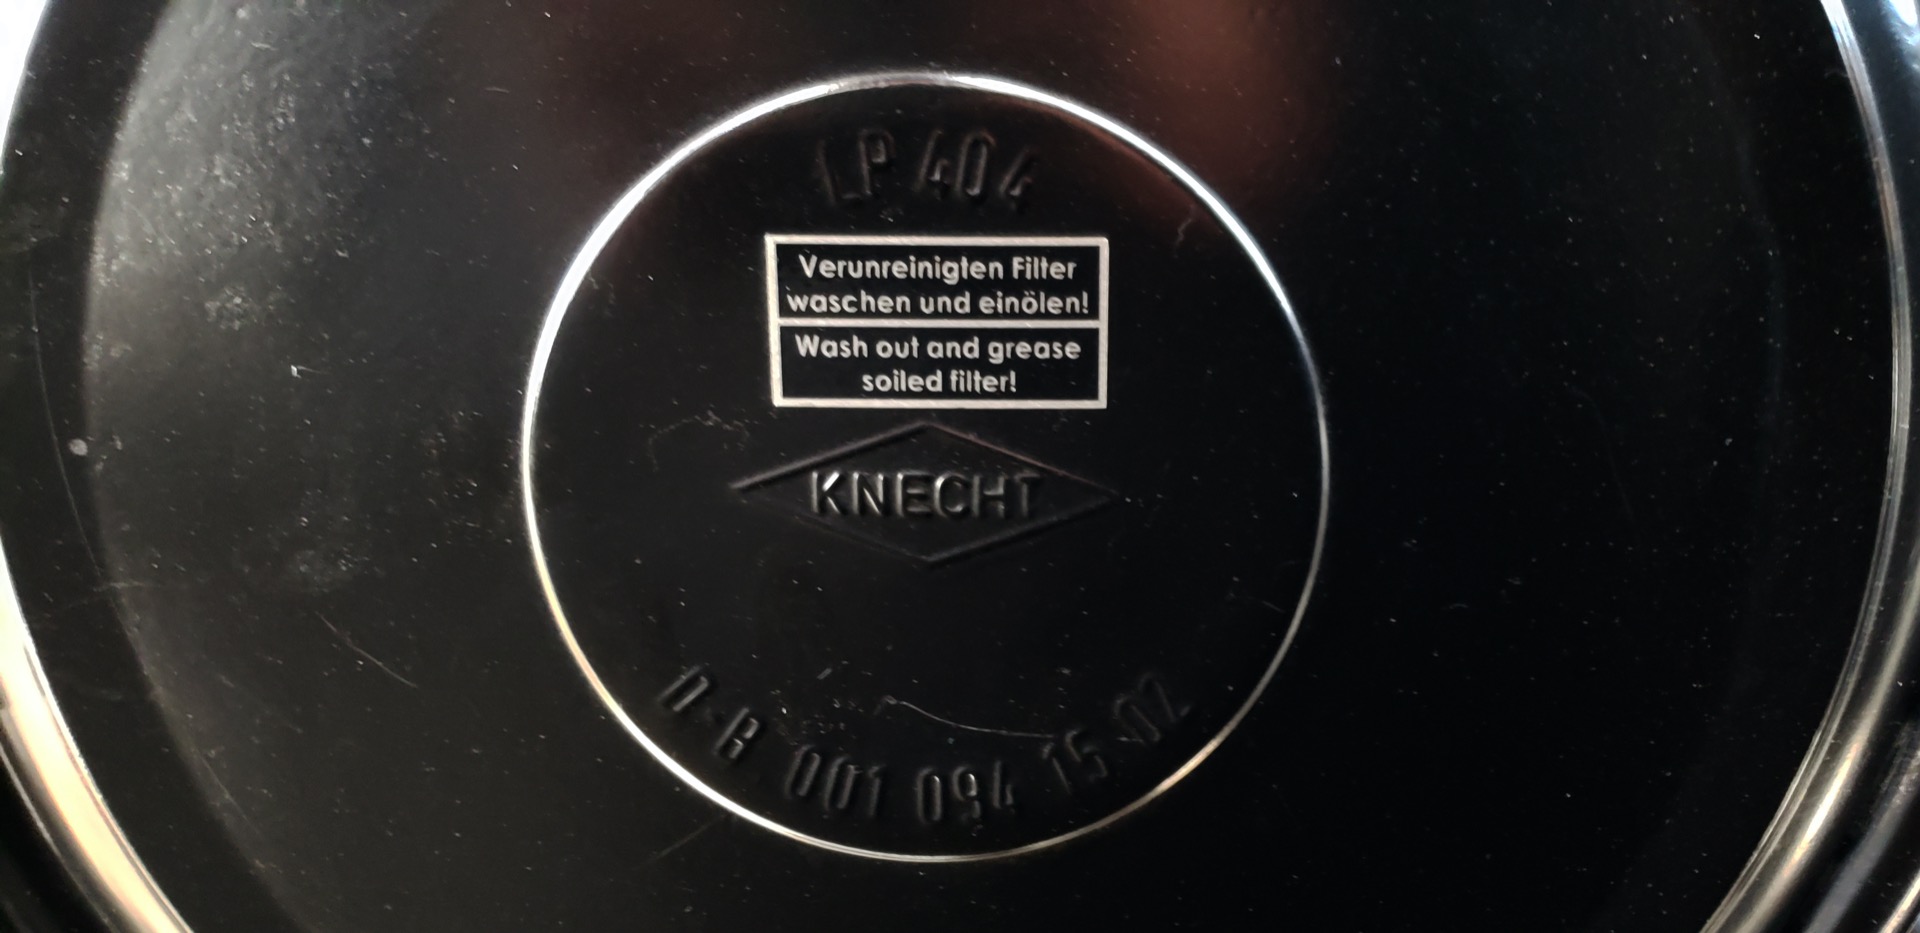 LP 404
Verunreinigten Filter
waschen und einölen!
Wash out and grease
soiled filter!
KNECHT
D-B 001 094 15 02